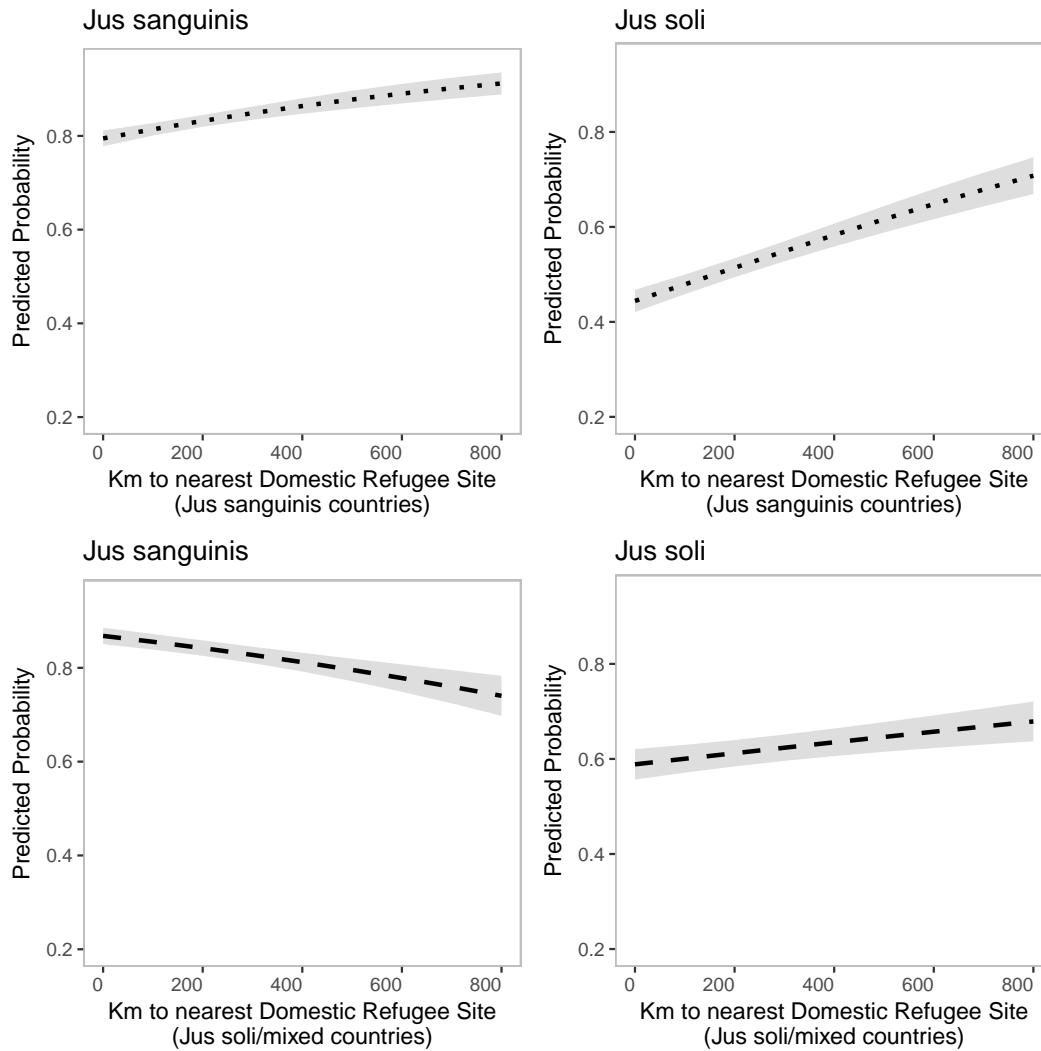 Jus sanguinis
Predicted Probability
0.8
0.6
0.4
0.2
0 200 400 600 800
Km to nearest Domestic Refugee Site
(Jus sanguinis countries)
Jus soli
Predicted Probability
0.8
0.6
0.4
0.2
0 200 400 600 800
Km to nearest Domestic Refugee Site
(Jus sanguinis countries)
Jus sanguinis
Predicted Probability
0.8
0.6
0.4
0.2
0 200 400 600 800
Km to nearest Domestic Refugee Site
(Jus soli/mixed countries)
Jus soli
Predicted Probability
0.8
0.6
0.4
0.2
0 200 400 600 800
Km to nearest Domestic Refugee Site
(Jus soli/mixed countries)